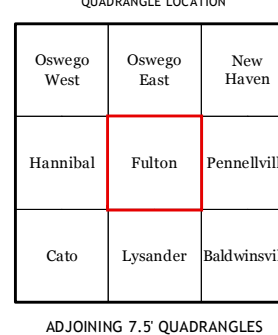 QUADRANGLE LOCATION
Oswego West
Oswego East
New Haven
Hannibal
Fulton
Pennellvill
Cato
Lysander
Baldwinsvil
ADJOINING 7.5' QUADRANGLES